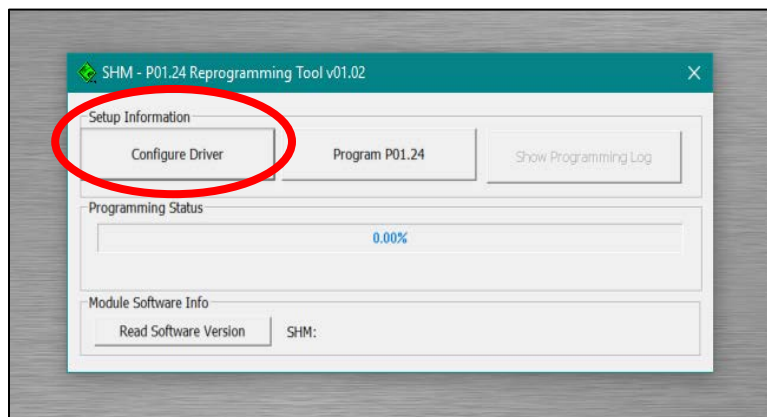 SHM - P01.24 Reprogramming Tool v01.02
Setup Information
Configure Driver
Program P01.24
Show Programming Log
Programming Status
0.00%
Module Software Info
Read Software Version
SHM: